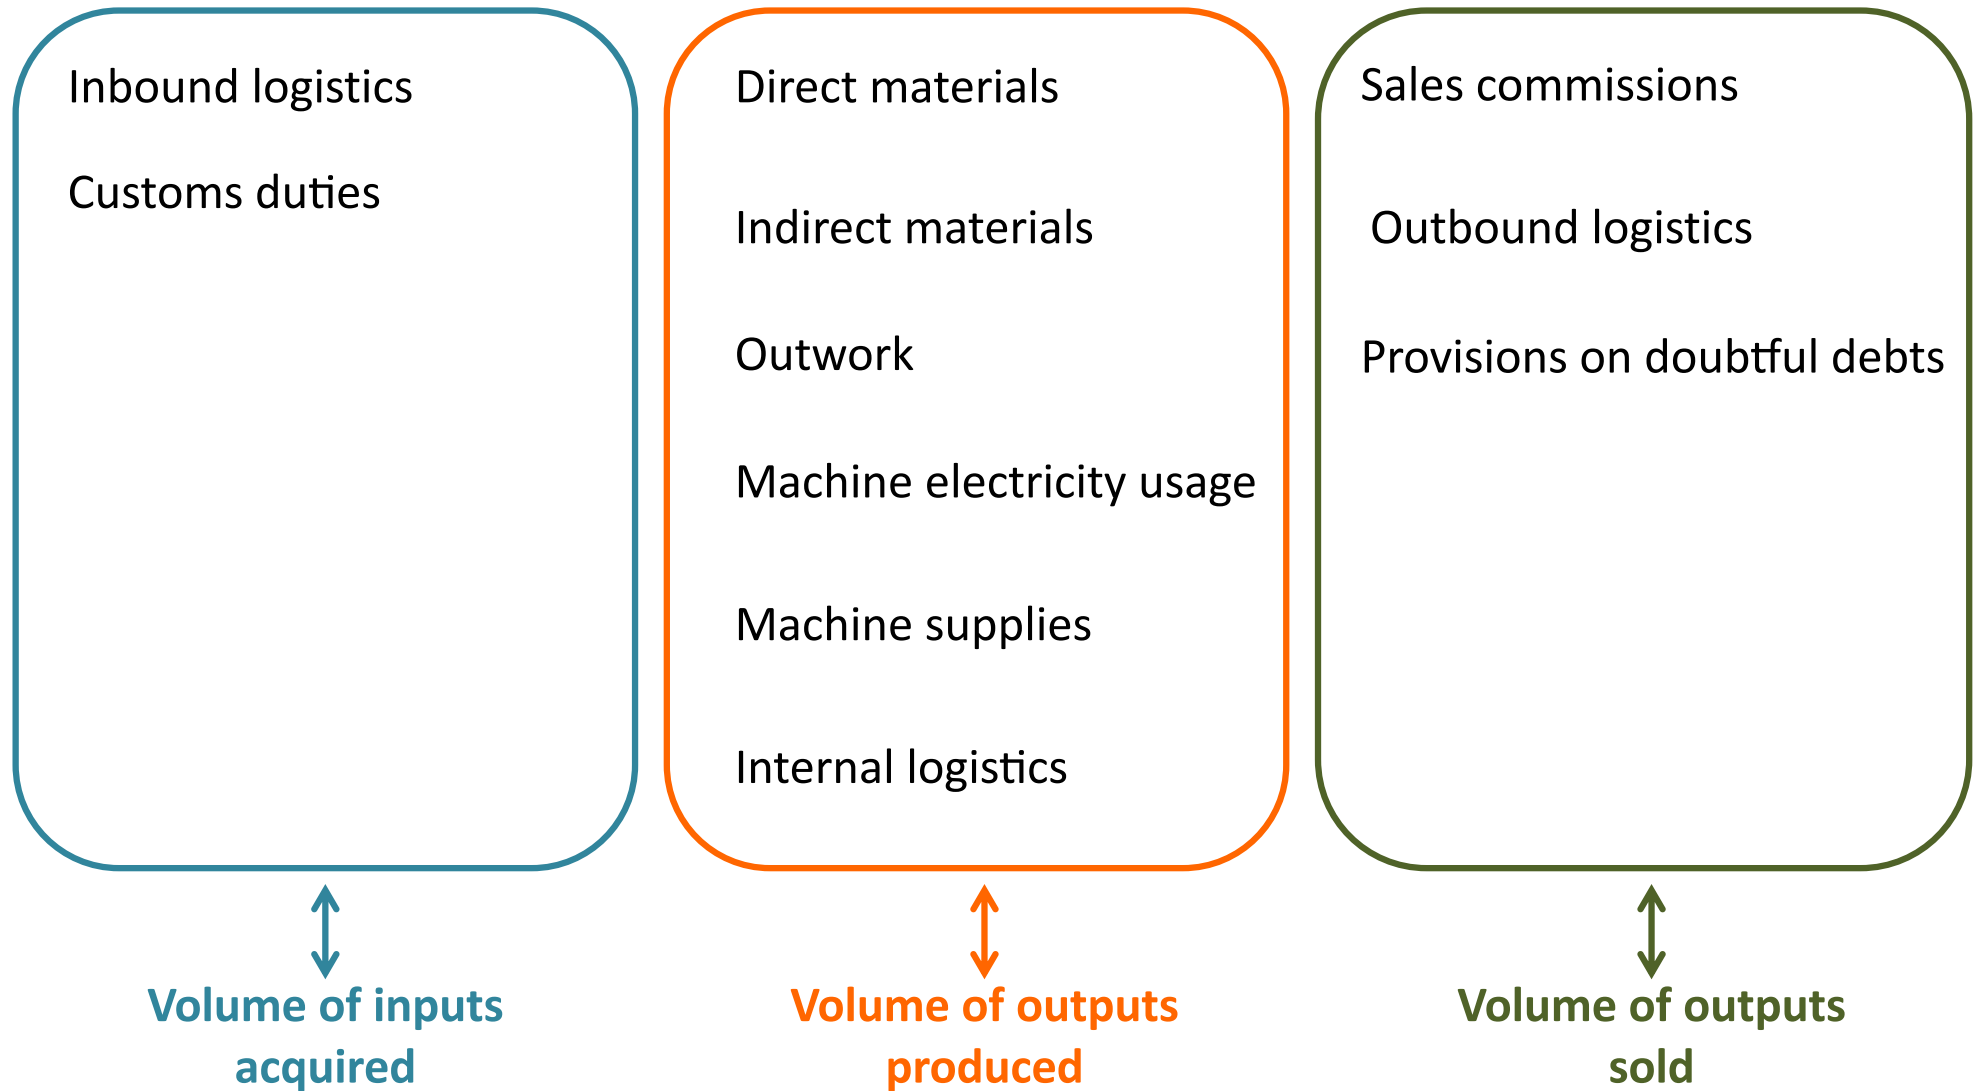 Inbound logistics
Customs duties
Direct materials
Indirect materials
Outwork
Machine electricity usage
Machine supplies
Internal logistics
Sales commissions
Outbound logistics
Provisions on doubtful debts
Volume of inputs
acquired
Volume of outputs
produced
Volume of outputs
sold